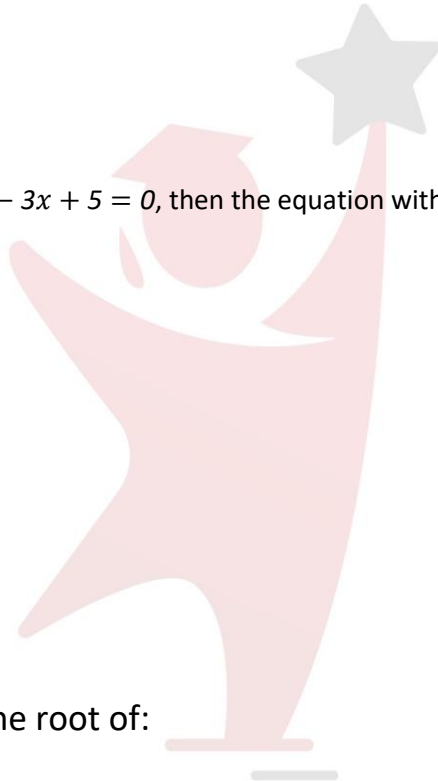 − 3x + 5 = 0, then the equation with
he root of: